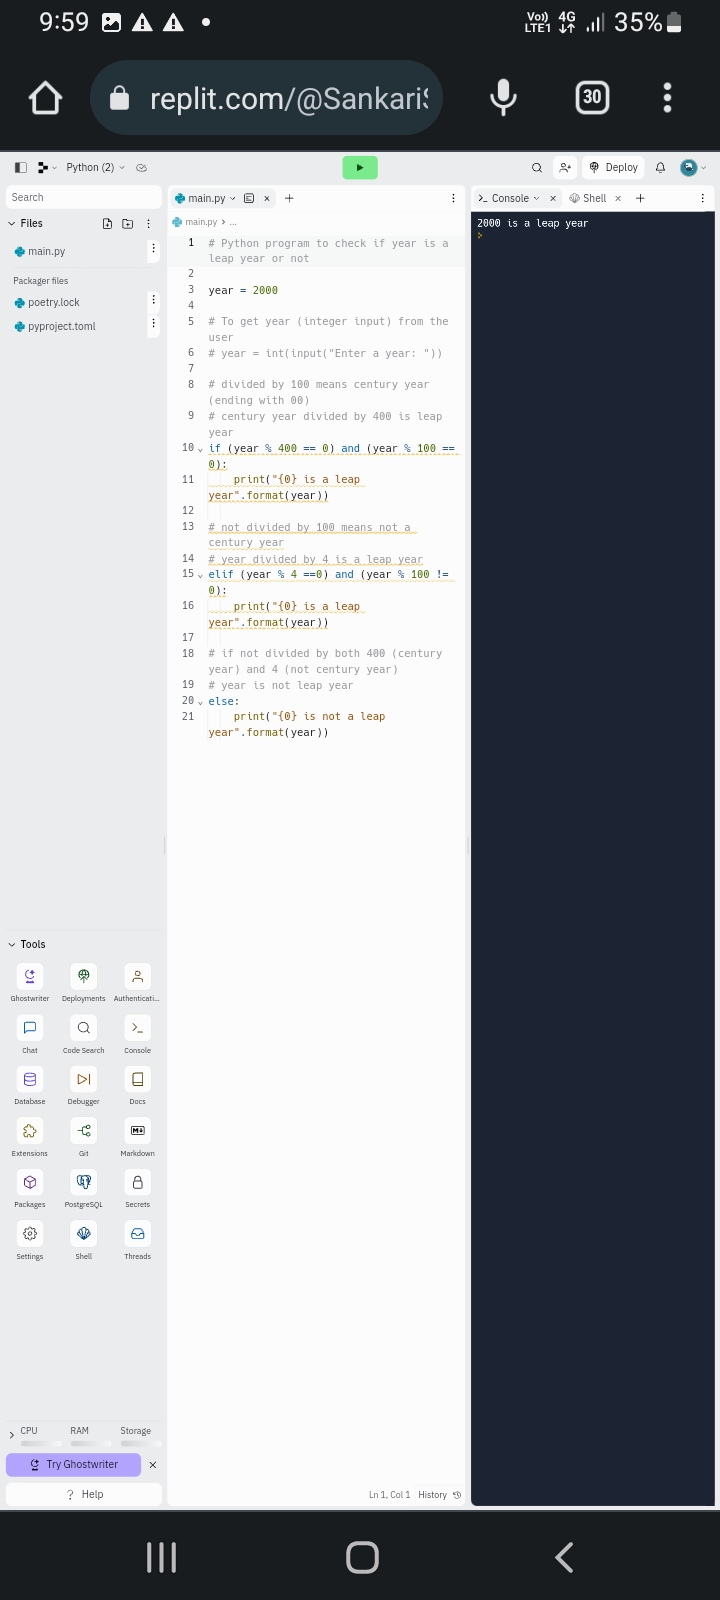 9:59
Vo)) LTE1 4G 35%
replit.com/@Sankari
30
Python (2)
Deploy
Search
Files
main.py
Packager files
poetry.lock
pyproject.toml
main.py
main.py > ...
1 # Python program to check if year is a
leap year or not
2
3 year = 2000
4
5 # To get year (integer input) from the
user
6 # year = int(input("Enter a year: "))
7
8 # divided by 100 means century year
(ending with 00)
9 # century year divided by 400 is leap
year
10 if (year % 400 == 0) and (year % 100 ==
0):
11 print("{0} is a leap
year".format(year))
12
13 # not divided by 100 means not a
century year
14 # year divided by 4 is a leap year
15 elif (year % 4 ==0) and (year % 100 !=
0):
16 print("{0} is a leap
year".format(year))
17
18 # if not divided by both 400 (century
year) and 4 (not century year)
19 # year is not leap year
20 else:
21 print("{0} is not a leap
year".format(year))
Console
Shell
2000 is a leap year
Tools
Ghostwriter Deployments Authenticati...
Chat Code Search Console
Database Debugger Docs
Extensions Git Markdown
Packages PostgreSQL Secrets
Settings Shell Threads
CPU RAM Storage
Try Ghostwriter
? Help
Ln 1, Col 1 History